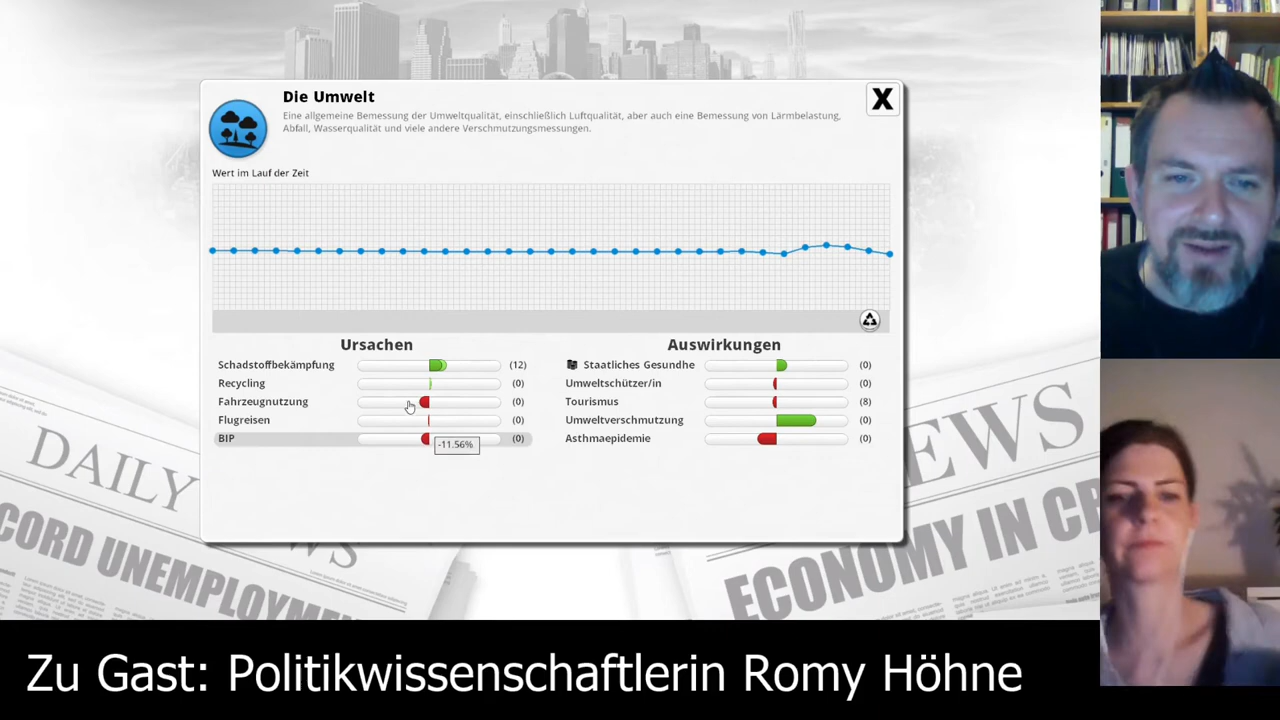 Die Umwelt
X
Eine allgemeine Bemessung der Umweltqualität, einschließlich Luftqualität, aber auch eine Bemessung von Lärmbelastung,
Abfall, Wasserqualität und viele andere Verschmutzungsmessungen.
Wert im Lauf der Zeit
Ursachen
Schadstoffbekämpfung (12)
Recycling (0)
Fahrzeugnutzung (0)
Flugreisen (0)
BIP (0)
-11.56%
Auswirkungen
Staatliches Gesundhe (0)
Umweltschützer/in (0)
Tourismus (8)
Umweltverschmutzung (0)
Asthmaepidemie (0)
DAILY
WS
CORD UNEMPLOYME
NEWS
ECONOMY IN CR
Zu Gast: Politikwissenschaftlerin Romy Höhne